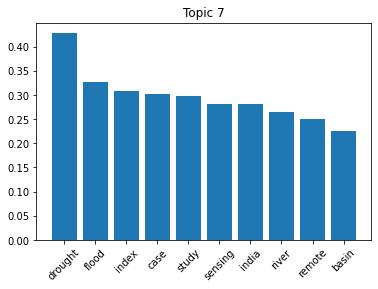 Topic 7
0.40
0.35
0.30
0.25
0.20
0.15
0.10
0.05
0.00
drought
flood
index
case
study
sensing
india
river
remote
basin